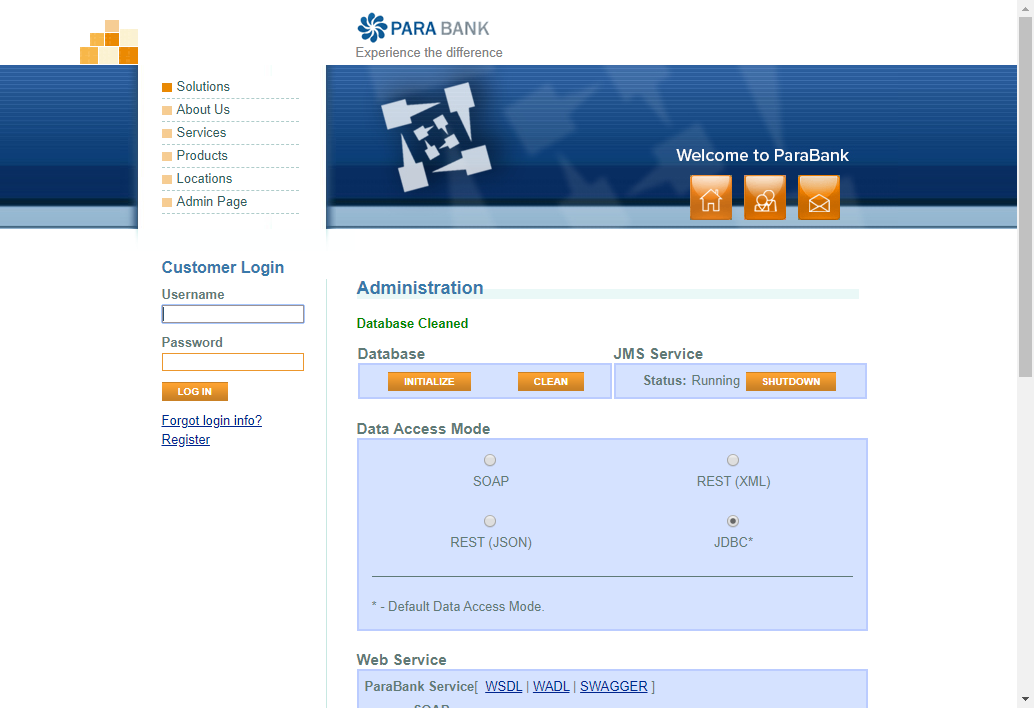 PARA BANK
Experience the difference
Solutions
About Us
Services
Products
Locations
Admin Page
Welcome to ParaBank
Customer Login
Username
Password
LOG IN
Forgot login info?
Register
Administration
Database Cleaned
Database
INITIALIZE CLEAN
JMS Service
Status: Running SHUTDOWN
Data Access Mode
SOAP REST (XML)
REST (JSON) JDBC*
* - Default Data Access Mode.
Web Service
ParaBank Service[ WSDL | WADL | SWAGGER ]
SOAP